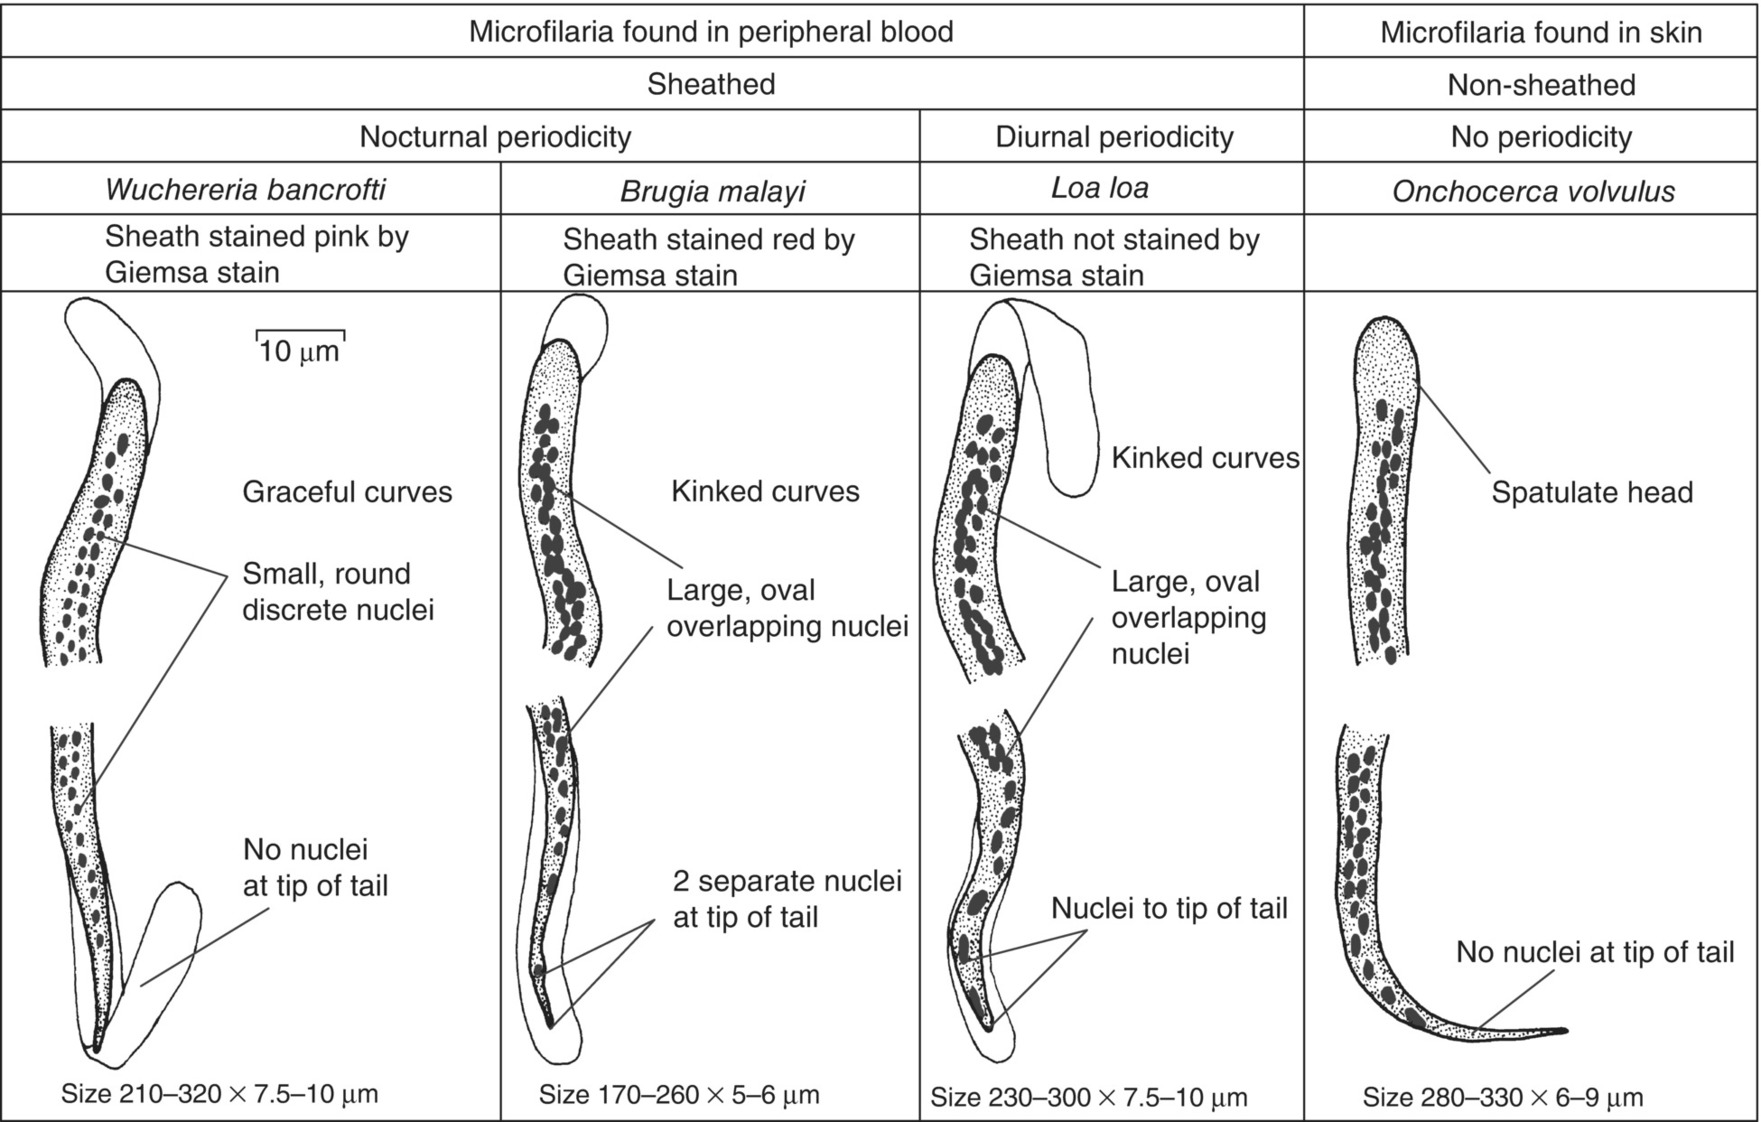 Microfilaria found in peripheral blood
Microfilaria found in skin
Sheathed
Non-sheathed
Nocturnal periodicity
Diurnal periodicity
No periodicity
Wuchereria bancrofti
Brugia malayi
Loa loa
Onchocerca volvulus
Sheath stained pink by
Giemsa stain
Sheath stained red by
Giemsa stain
Sheath not stained by
Giemsa stain
10 μm
Graceful curves
Small, round
discrete nuclei
No nuclei
at tip of tail
Size 210–320 × 7.5–10 μm
Kinked curves
Large, oval
overlapping nuclei
2 separate nuclei
at tip of tail
Size 170–260 × 5–6 μm
Kinked curves
Large, oval
overlapping
nuclei
Nuclei to tip of tail
Size 230–300 × 7.5–10 μm
Spatulate head
No nuclei at tip of tail
Size 280–330 × 6–9 μm